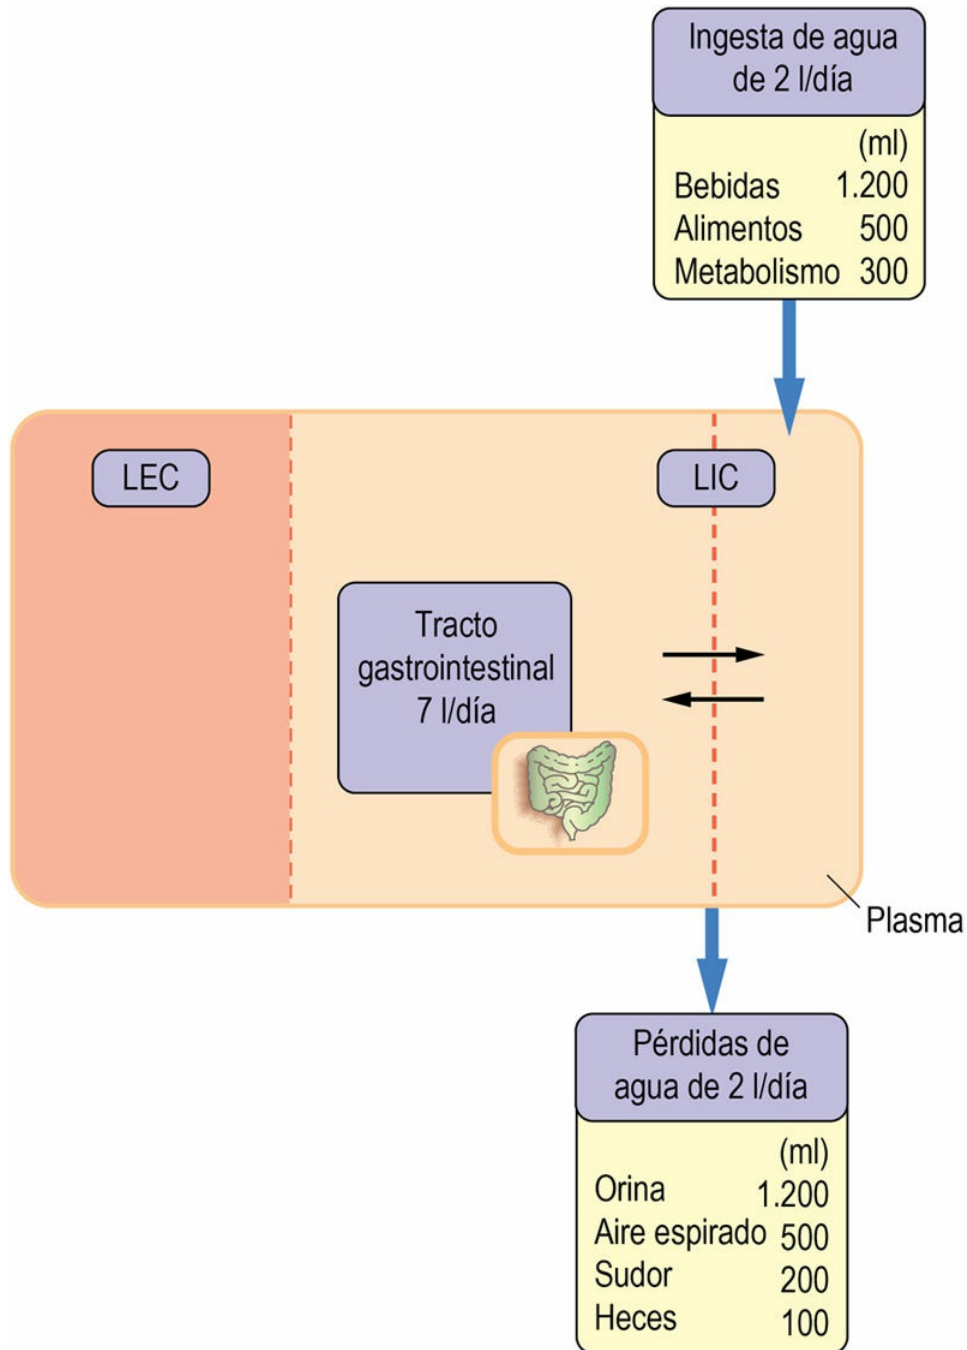 Ingesta de agua
de 2 l/día
(ml)
Bebidas 1.200
Alimentos 500
Metabolismo 300
LEC
LIC
Tracto
gastrointestinal
7 l/día
Plasma
Pérdidas de
agua de 2 l/día
(ml)
Orina 1.200
Aire espirado 500
Sudor 200
Heces 100